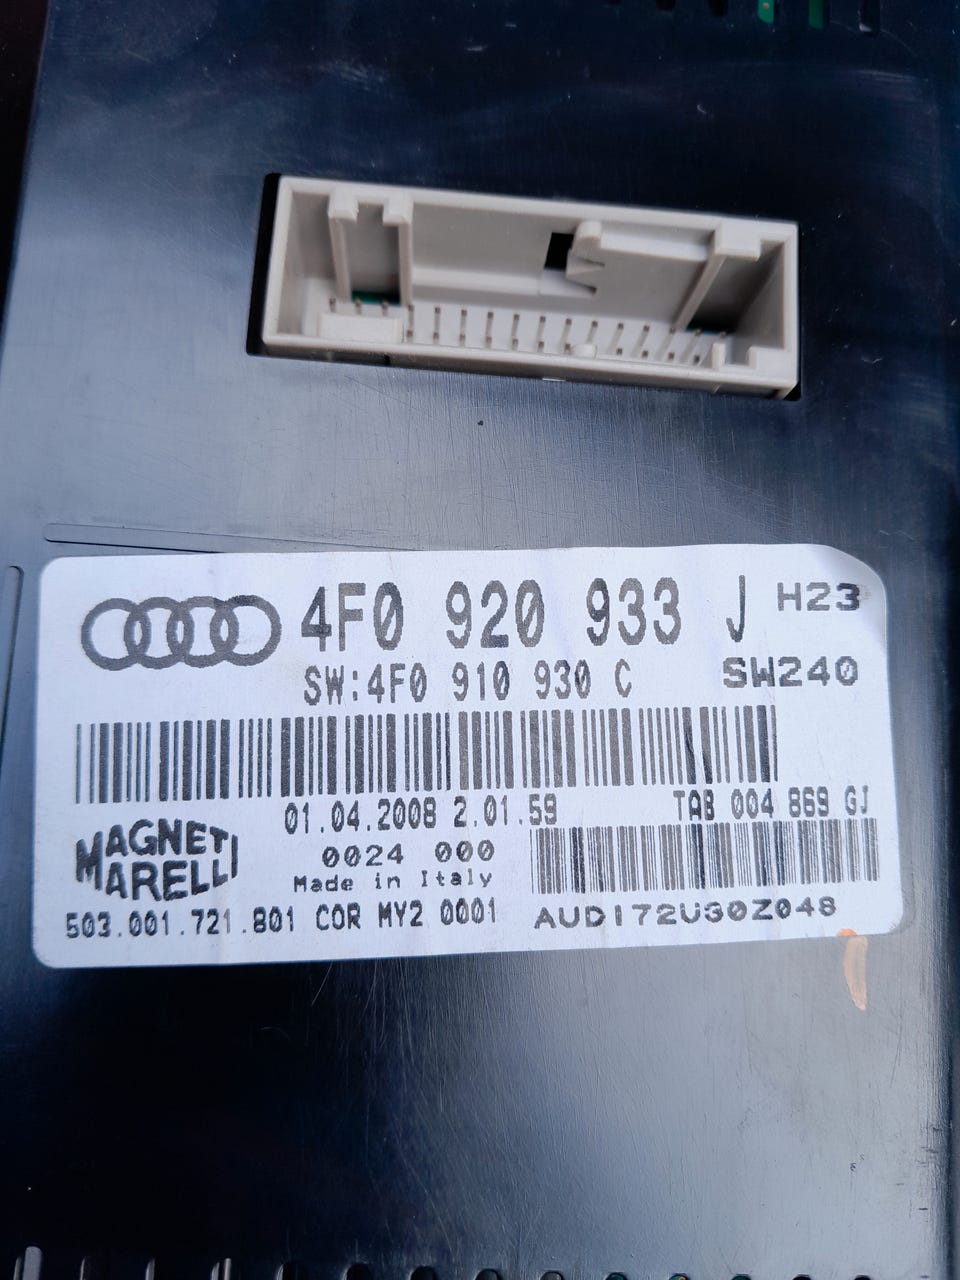 4F0 920 933 J H23
SW:4F0 910 930 C SW240
01.04.2008 2.01.59 TAB 004 869 GJ
MAGNETI MARELLI
0024 000
Made in Italy
503.001.721.801 COR MY2 0001 AUDI72U30Z048